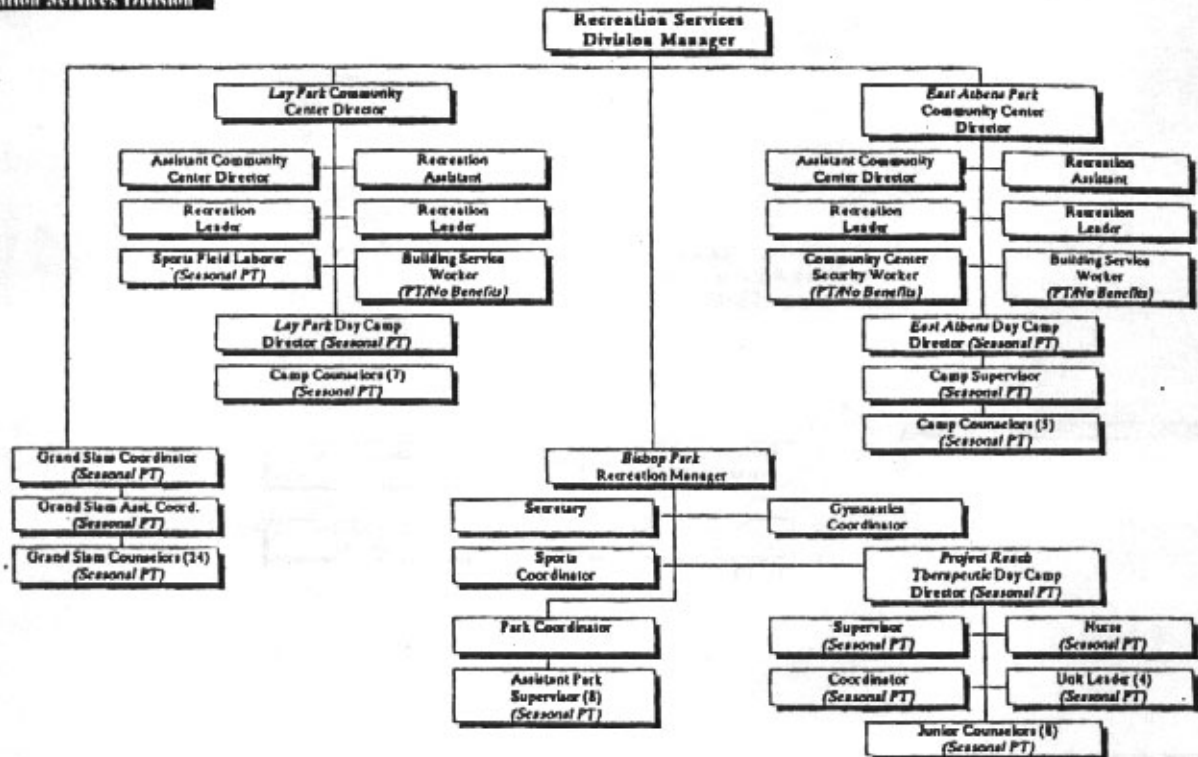 Services Division
Recreation Services
Division Manager
Lay Park Community
Center Director
East Athens Park
Community Center
Director
Assistant Community
Center Director
Recreation
Assistant
Assistant Community
Center Director
Recreation
Assistant
Recreation
Leader
Recreation
Leader
Recreation
Leader
Recreation
Leader
Sports Field Laborer
(Seasonal PT)
Building Service
Worker
(PT/No Benefits)
Community Center
Security Worker
(PT/No Benefits)
Building Service
Worker
(PT/No Benefits)
Lay Park Day Camp
Director (Seasonal PT)
East Athens Day Camp
Director (Seasonal PT)
Camp Counselors (7)
(Seasonal PT)
Camp Supervisor
(Seasonal PT)
Camp Counselors (5)
(Seasonal PT)
Grand Slam Coordinator
(Seasonal PT)
Bishop Park
Recreation Manager
Grand Slam Asst. Coord.
(Seasonal PT)
Secretary
Gymnastics
Coordinator
Grand Slam Counselors (24)
(Seasonal PT)
Sports
Coordinator
Project Reach
Therapeutic Day Camp
Director (Seasonal PT)
Park Coordinator
Supervisor
(Seasonal PT)
Nurse
(Seasonal PT)
Assistant Park
Supervisor (8)
(Seasonal PT)
Coordinator
(Seasonal PT)
Unit Leader (4)
(Seasonal PT)
Junior Counselors (8)
(Seasonal PT)